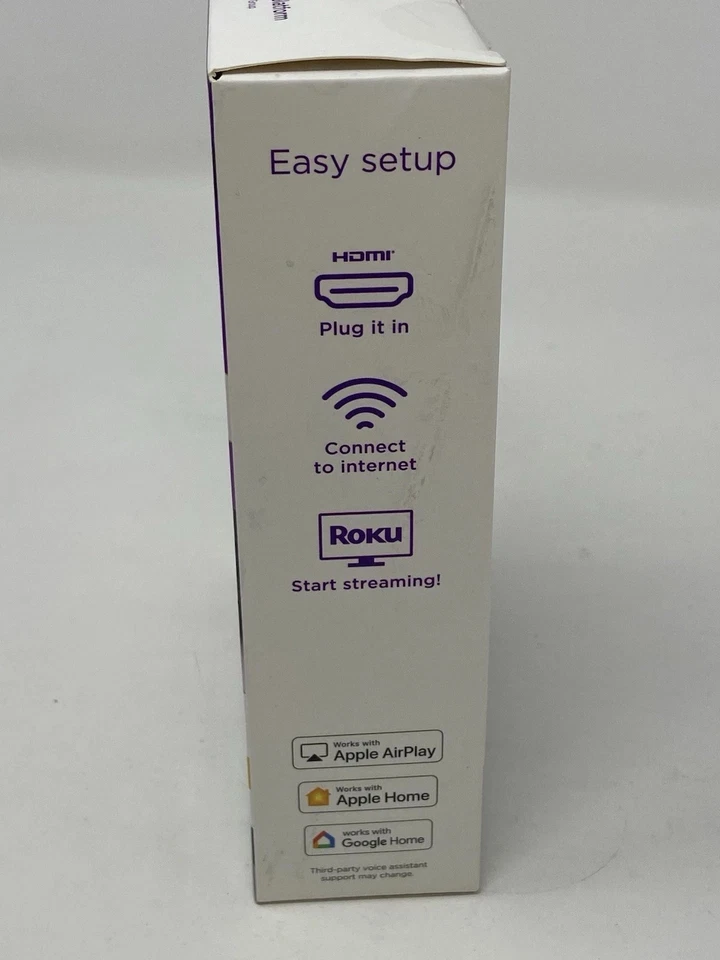 Easy setup
HDMI®
Plug it in
Connect
to internet
Roku
Start streaming!
Works with
Apple AirPlay
Works with
Apple Home
works with
Google Home
Third-party voice assistant
support may change.